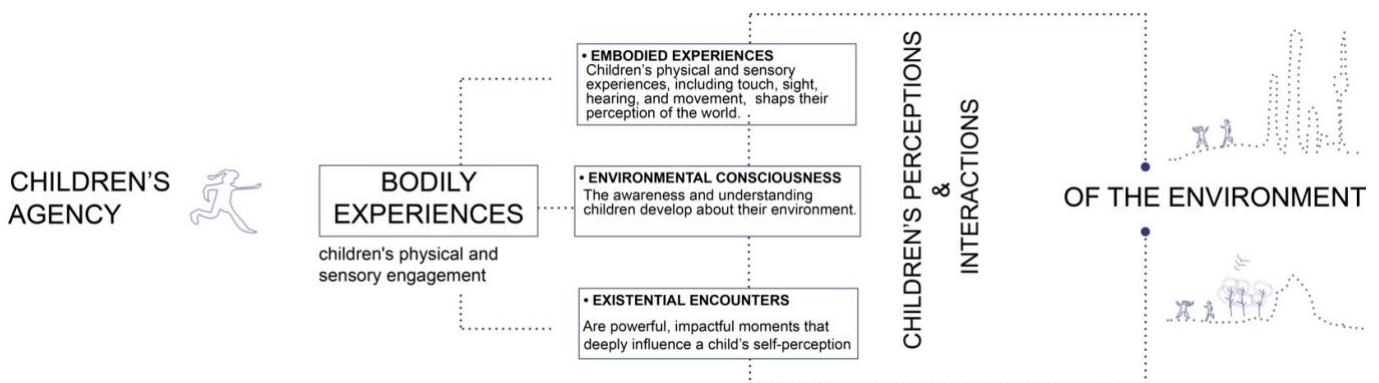 CHILDREN'S
AGENCY
BODILY
EXPERIENCES
children's physical and
sensory engagement
• EMBODIED EXPERIENCES
Children's physical and sensory
experiences, including touch, sight,
hearing, and movement, shaps their
perception of the world.
• ENVIRONMENTAL CONSCIOUSNESS
The awareness and understanding
children develop about their environment.
• EXISTENTIAL ENCOUNTERS
Are powerful, impactful moments that
deeply influence a child's self-perception
CHILDREN'S PERCEPTIONS
&
INTERACTIONS
OF THE ENVIRONMENT